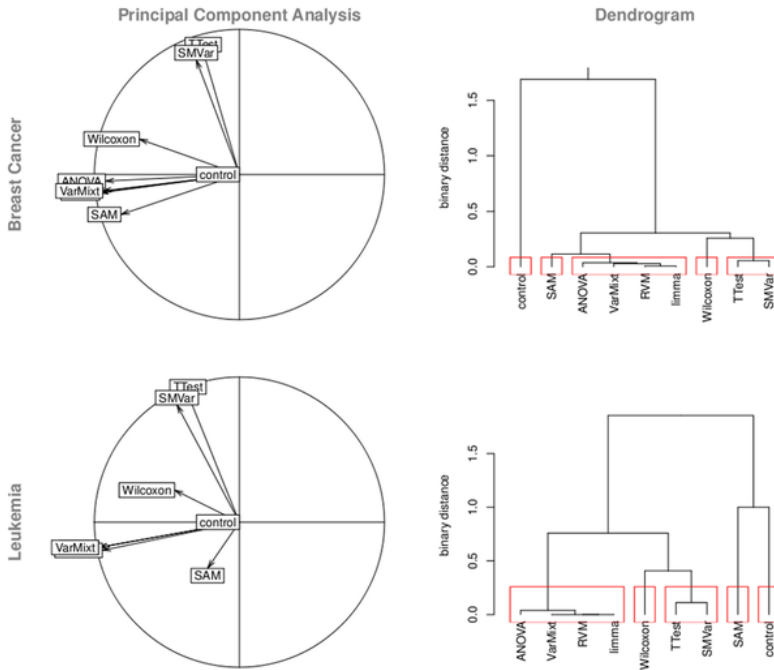 Principal Component Analysis
Dendrogram
Breast Cancer
TTest
SMVar
Wilcoxon
control
ANOVA
VarMixt
SAM
binary distance
1.5
1.0
0.5
0.0
control
SAM
ANOVA
VarMixt
RVM
limma
Wilcoxon
TTest
SMVar
Leukemia
TTest
SMVar
Wilcoxon
control
VarMixt
SAM
binary distance
1.5
1.0
0.5
0.0
ANOVA
VarMixt
RVM
limma
Wilcoxon
TTest
SMVar
SAM
control